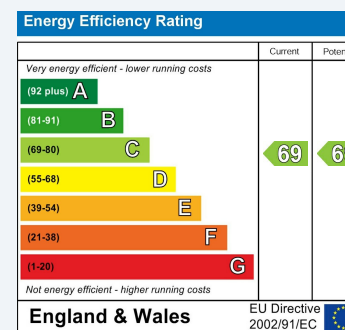 Energy Efficiency Rating
Current
Very energy efficient - lower running costs
(92 plus) A
(81-91) B
(69-80) C 69
(55-68) D
(39-54) E
(21-38) F
(1-20) G
Not energy efficient - higher running costs
England & Wales
EU Directive
2002/91/EC